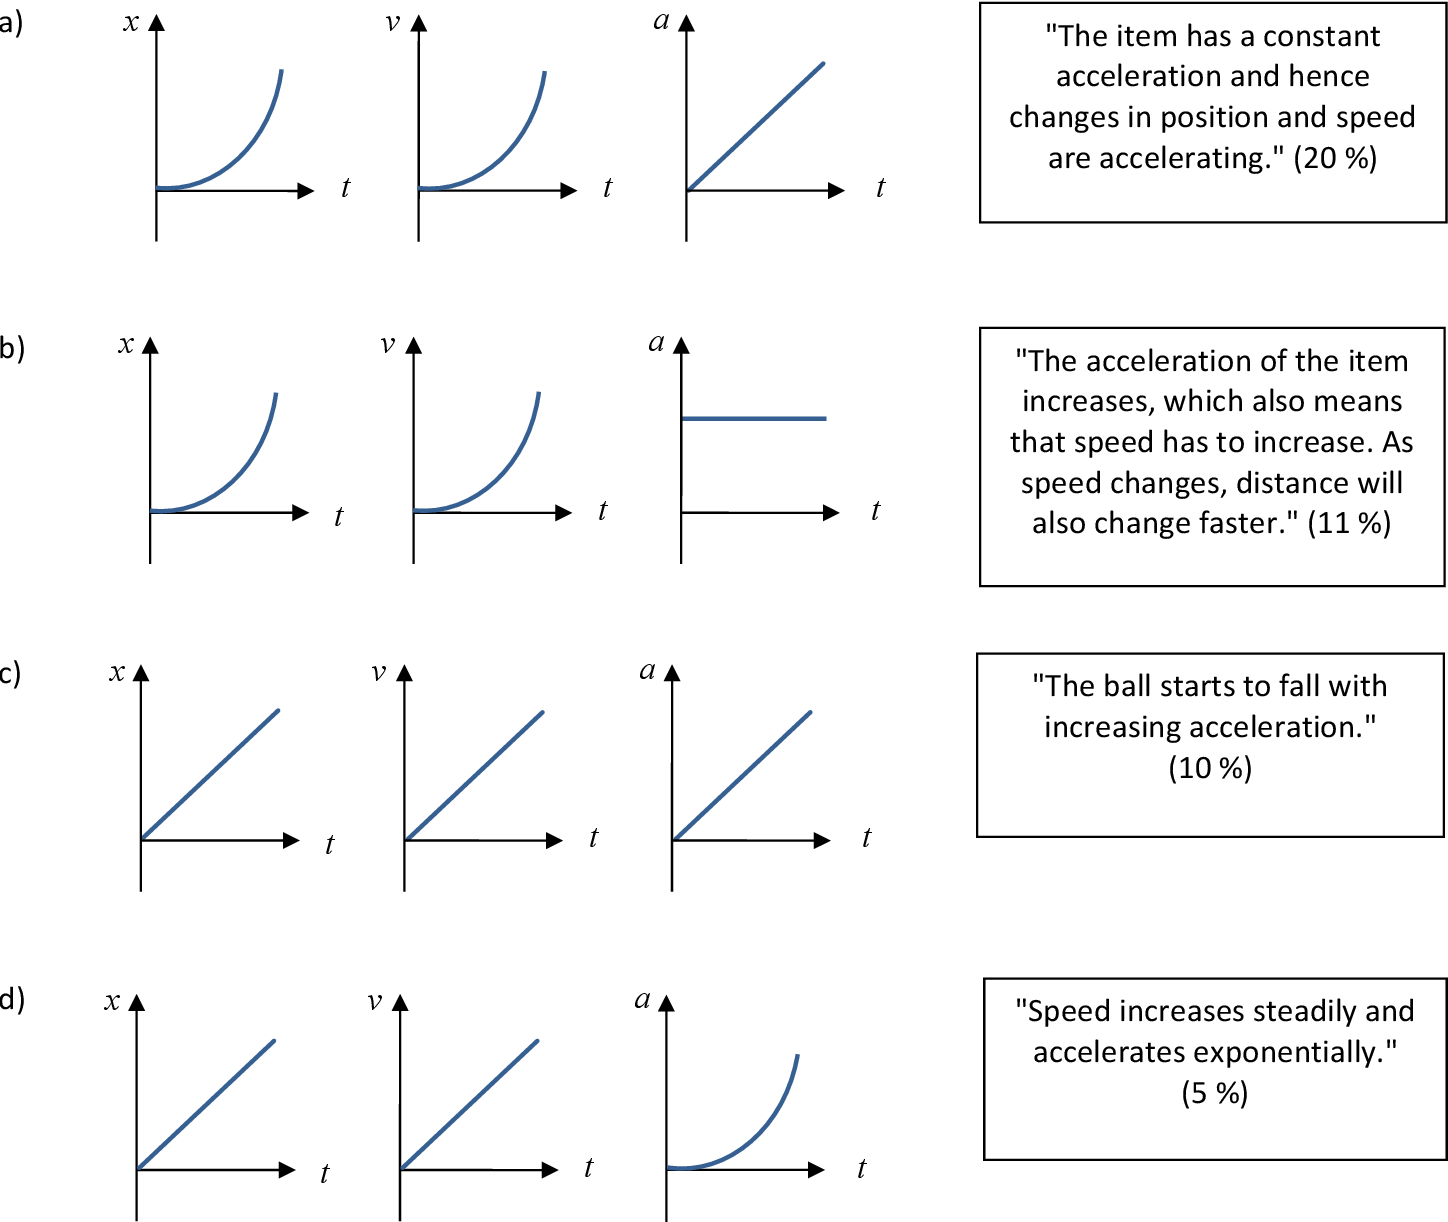 a)
x
t
v
t
a
t
"The item has a constant
acceleration and hence
changes in position and speed
are accelerating." (20 %)
b)
x
t
v
t
a
t
"The acceleration of the item
increases, which also means
that speed has to increase. As
speed changes, distance will
also change faster." (11 %)
c)
x
t
v
t
a
t
"The ball starts to fall with
increasing acceleration."
(10 %)
d)
x
t
v
t
a
t
"Speed increases steadily and
accelerates exponentially."
(5 %)